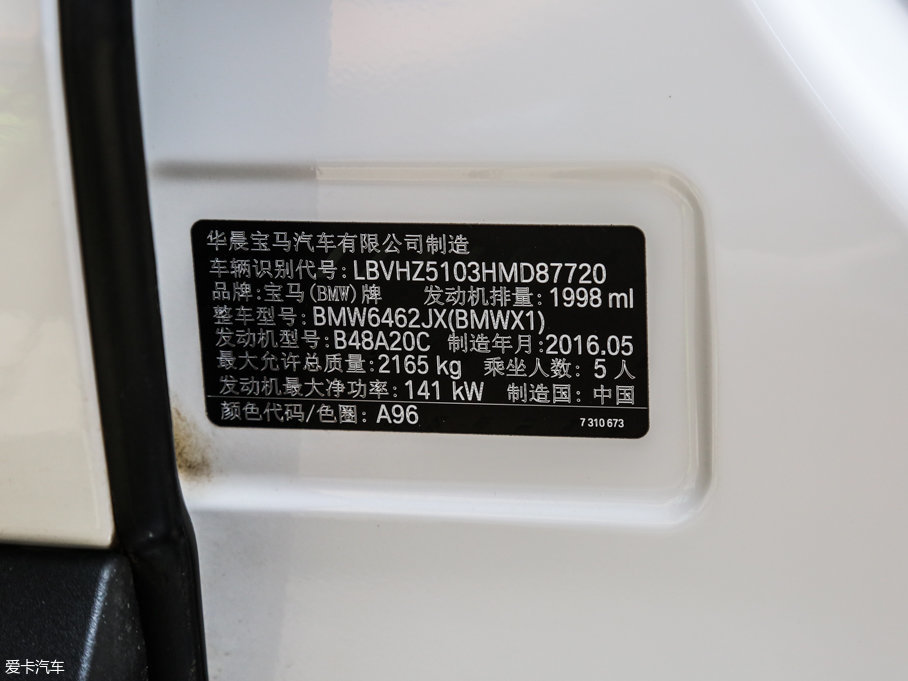 华晨宝马汽车有限公司制造
车辆识别代号: LBVHZ5103HMD87720
品牌: 宝马(BMW)牌 发动机排量: 1998 ml
整车型号: BMW6462JX(BMWX1)
发动机型号: B48A20C 制造年月: 2016.05
最大允许总质量: 2165 kg 乘坐人数: 5 人
发动机最大净功率: 141 kW 制造国: 中国
颜色代码/色圈: A96 7 310 673
爱卡汽车